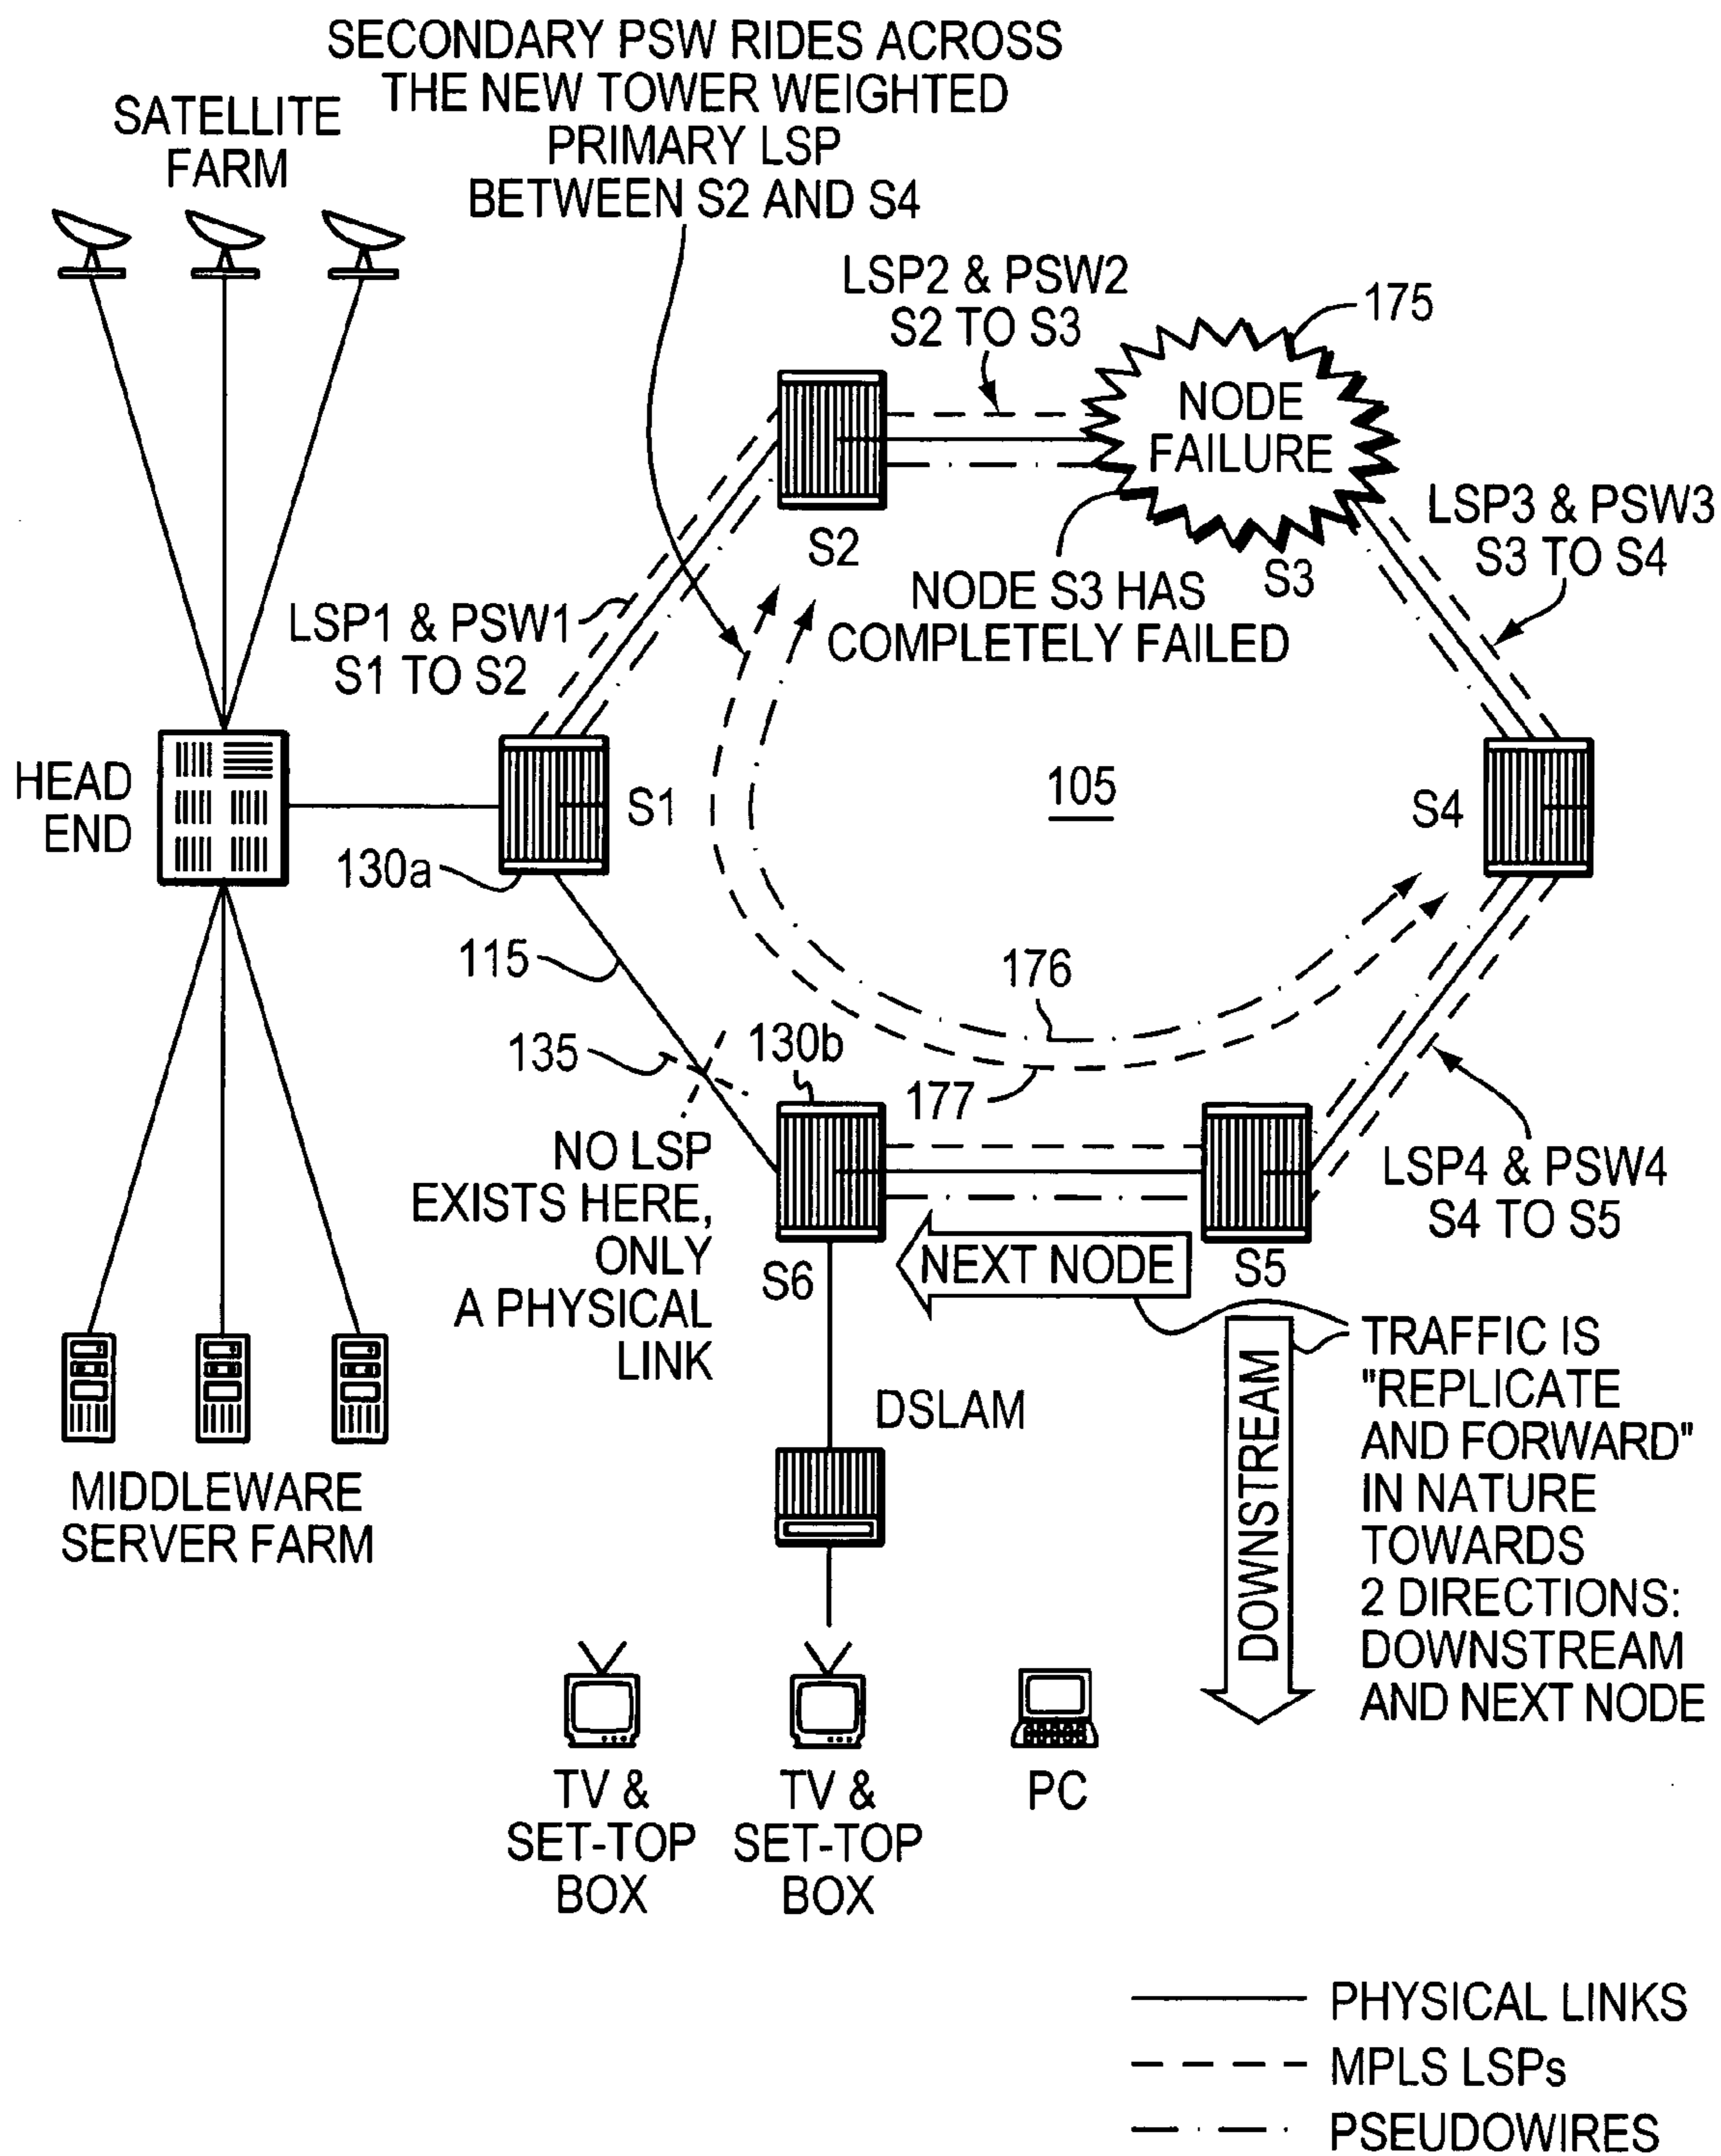 SECONDARY PSW RIDES ACROSS
THE NEW TOWER WEIGHTED
PRIMARY LSP
BETWEEN S2 AND S4
SATELLITE
FARM
LSP2 & PSW2
S2 TO S3
175
NODE
FAILURE
LSP3 & PSW3
S3 TO S4
S2
S3
NODE S3 HAS
COMPLETELY FAILED
LSP1 & PSW1
S1 TO S2
HEAD
END
S1
105
S4
130a
115
176
135
130b
177
NO LSP
EXISTS HERE,
ONLY
A PHYSICAL
LINK
LSP4 & PSW4
S4 TO S5
NEXT NODE
S6
S5
DOWNSTREAM
TRAFFIC IS
"REPLICATE
AND FORWARD"
IN NATURE
TOWARDS
2 DIRECTIONS:
DOWNSTREAM
AND NEXT NODE
DSLAM
MIDDLEWARE
SERVER FARM
TV &
SET-TOP
BOX
TV &
SET-TOP
BOX
PC
PHYSICAL LINKS
MPLS LSPs
PSEUDOWIRES